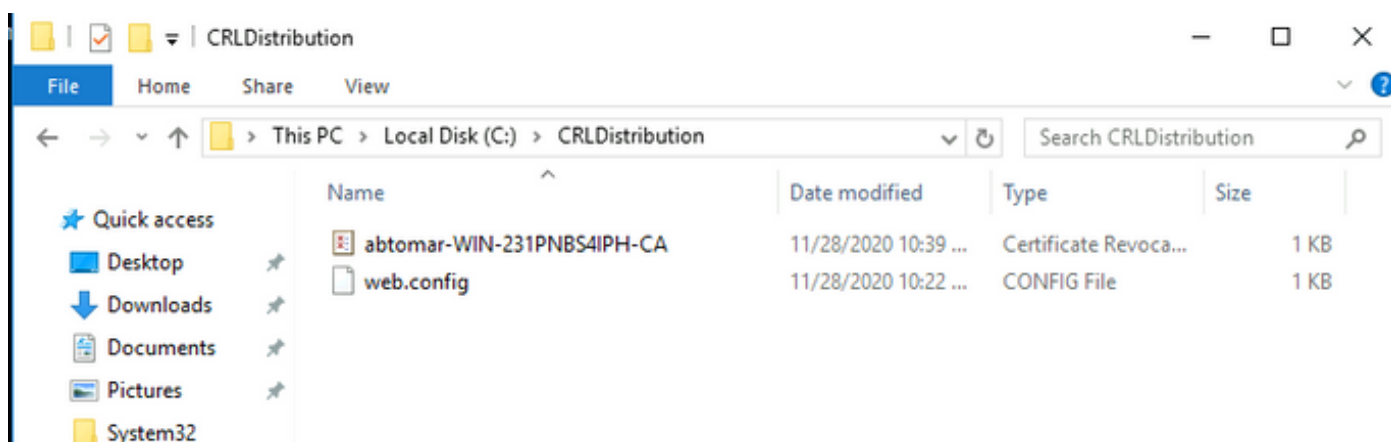 CRLDistribution
File Home Share View
This PC > Local Disk (C:) > CRLDistribution Search CRLDistribution
Name Date modified Type Size
Quick access
abtomar-WIN-231PNBS4IPH-CA 11/28/2020 10:39 ... Certificate Revoca... 1 KB
Desktop
web.config 11/28/2020 10:22 ... CONFIG File 1 KB
Downloads
Documents
Pictures
System32